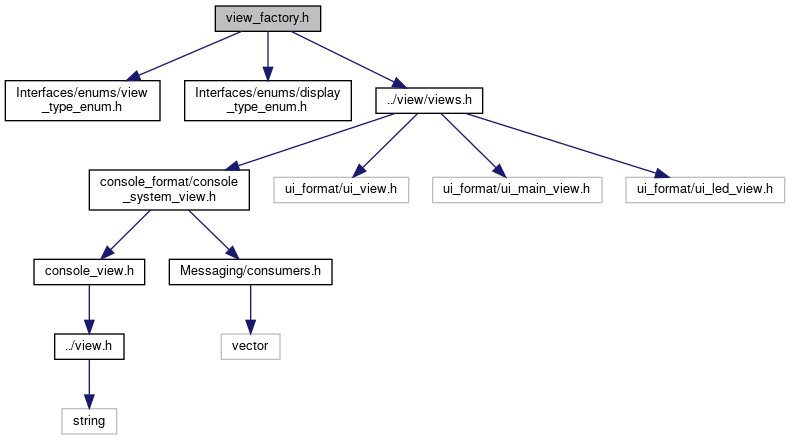 view_factory.h
Interfaces/enums/view
_type_enum.h
Interfaces/enums/display
_type_enum.h
../view/views.h
console_format/console
_system_view.h
ui_format/ui_view.h
ui_format/ui_main_view.h
ui_format/ui_led_view.h
console_view.h
Messaging/consumers.h
../view.h
vector
string